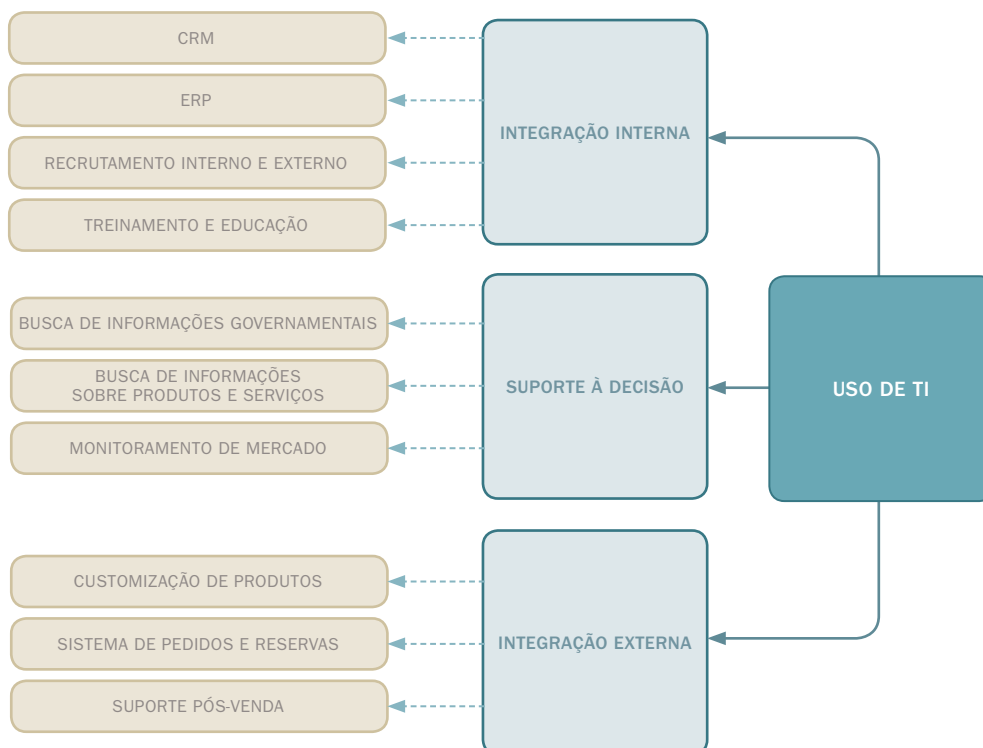 CRM
ERP
RECRUTAMENTO INTERNO E EXTERNO
TREINAMENTO E EDUCAÇÃO
INTEGRAÇÃO INTERNA
BUSCA DE INFORMAÇÕES GOVERNAMENTAIS
BUSCA DE INFORMAÇÕES
SOBRE PRODUTOS E SERVIÇOS
MONITORAMENTO DE MERCADO
SUPORTE À DECISÃO
USO DE TI
CUSTOMIZAÇÃO DE PRODUTOS
SISTEMA DE PEDIDOS E RESERVAS
SUPORTE PÓS-VENDA
INTEGRAÇÃO EXTERNA